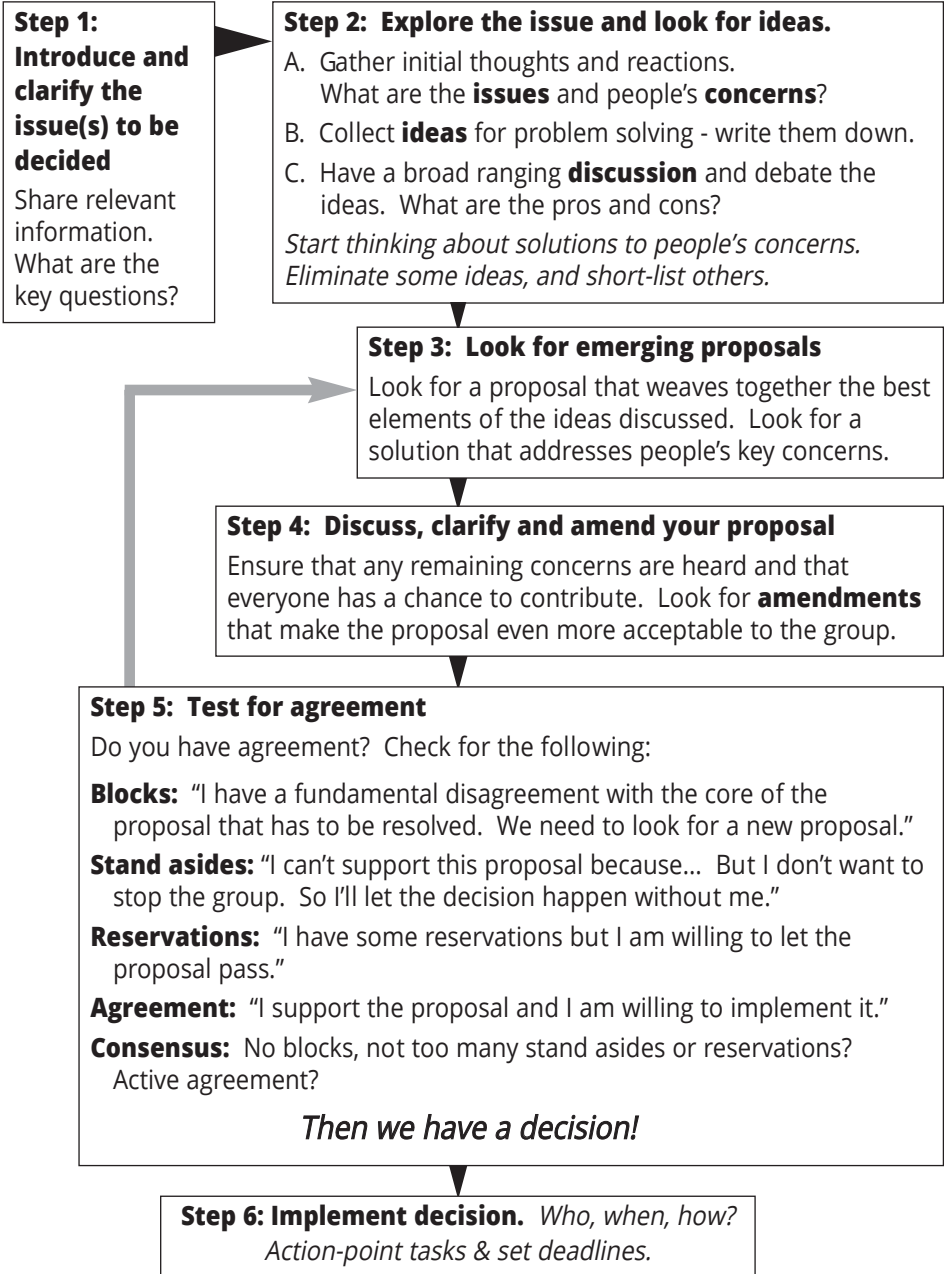 Step 1:
Introduce and
clarify the
issue(s) to be
decided
Share relevant
information.
What are the
key questions?
Step 2:  Explore the issue and look for ideas.
A.  Gather initial thoughts and reactions.
What are the issues and people’s concerns?
B.  Collect ideas for problem solving - write them down.
C.  Have a broad ranging discussion and debate the
ideas.  What are the pros and cons?
Start thinking about solutions to people’s concerns.
Eliminate some ideas, and short-list others.
Step 3:  Look for emerging proposals
Look for a proposal that weaves together the best
elements of the ideas discussed.  Look for a
solution that addresses people’s key concerns.
Step 4:  Discuss, clarify and amend your proposal
Ensure that any remaining concerns are heard and that
everyone has a chance to contribute.  Look for amendments
that make the proposal even more acceptable to the group.
Step 5:  Test for agreement
Do you have agreement?  Check for the following:
Blocks:  “I have a fundamental disagreement with the core of the
proposal that has to be resolved.  We need to look for a new proposal.”
Stand asides: “I can’t support this proposal because...  But I don’t want to
stop the group.  So I’ll let the decision happen without me.”
Reservations:  “I have some reservations but I am willing to let the
proposal pass.”
Agreement:  “I support the proposal and I am willing to implement it.”
Consensus:  No blocks, not too many stand asides or reservations?
Active agreement?
Then we have a decision!
Step 6: Implement decision.  Who, when, how?
Action-point tasks & set deadlines.